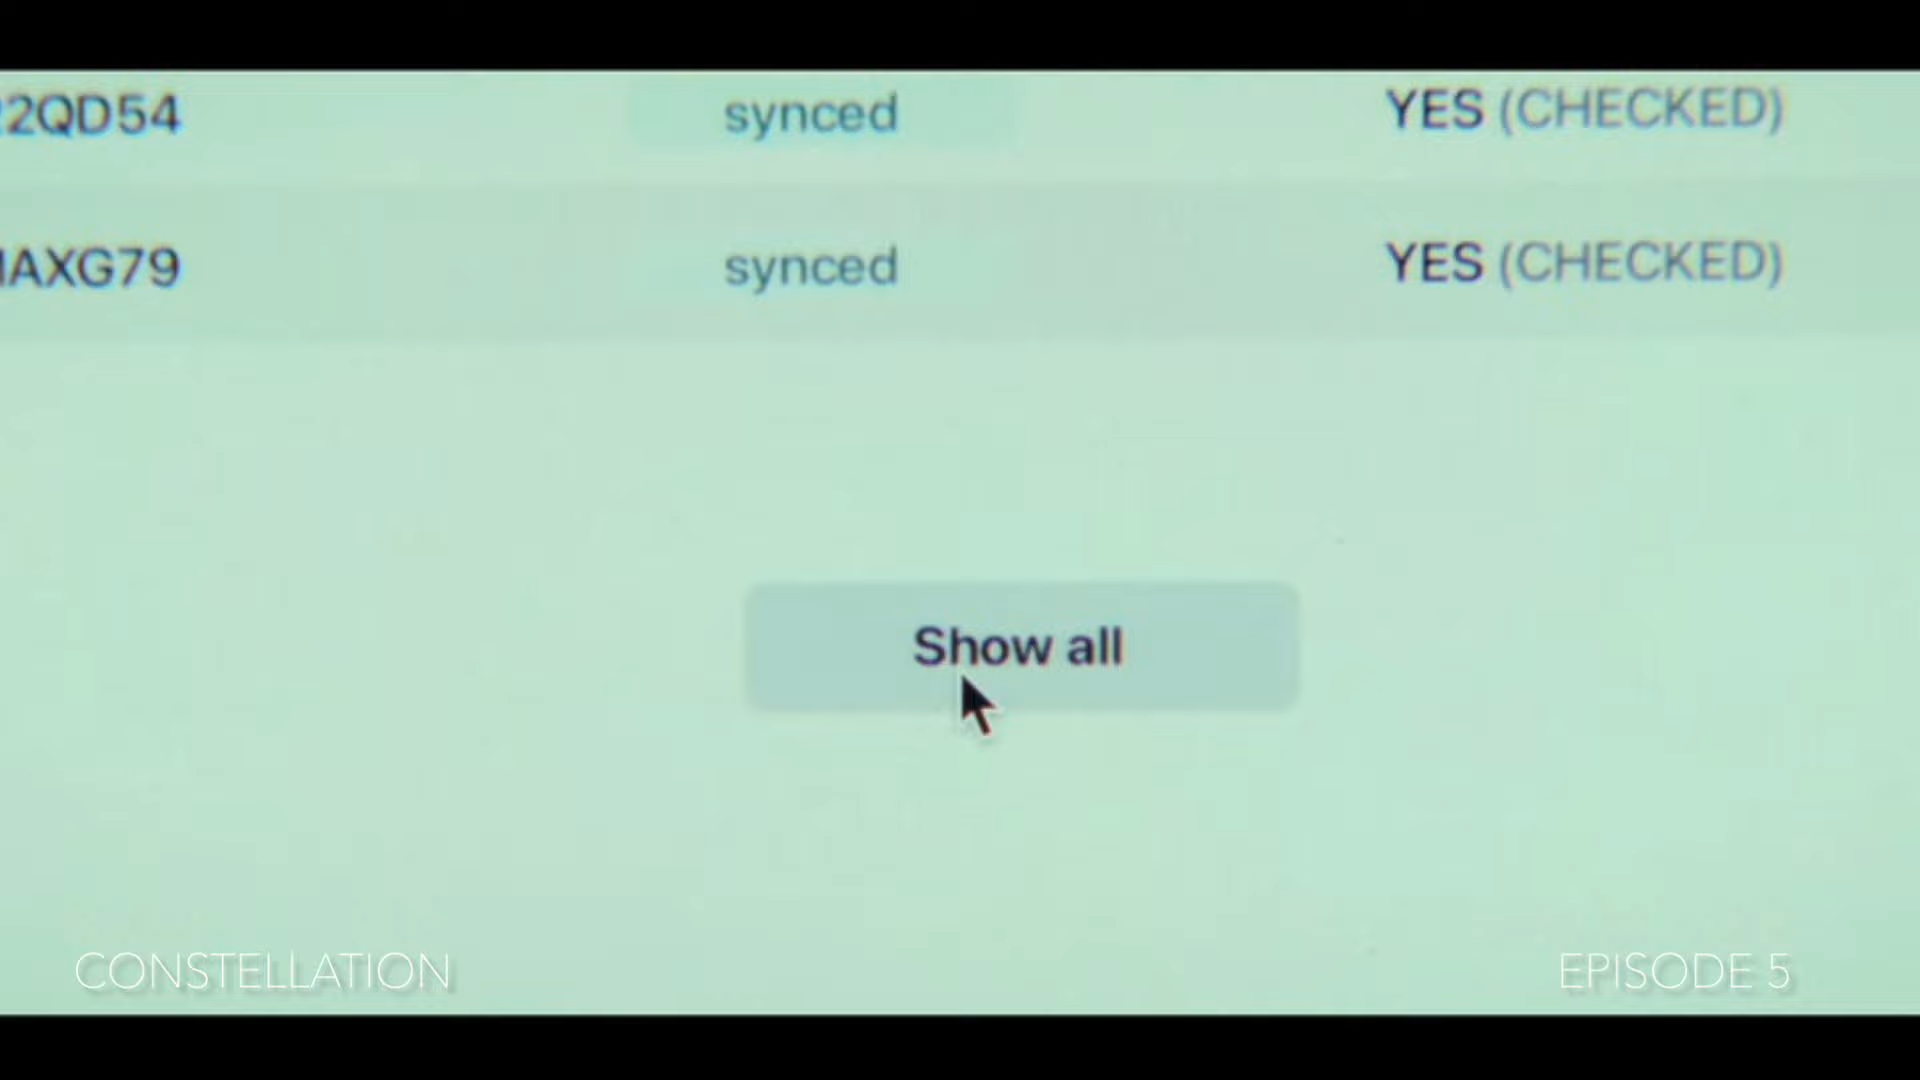 2QD54 synced YES (CHECKED)
AXG79 synced YES (CHECKED)
Show all
CONSTELLATION EPISODE 5